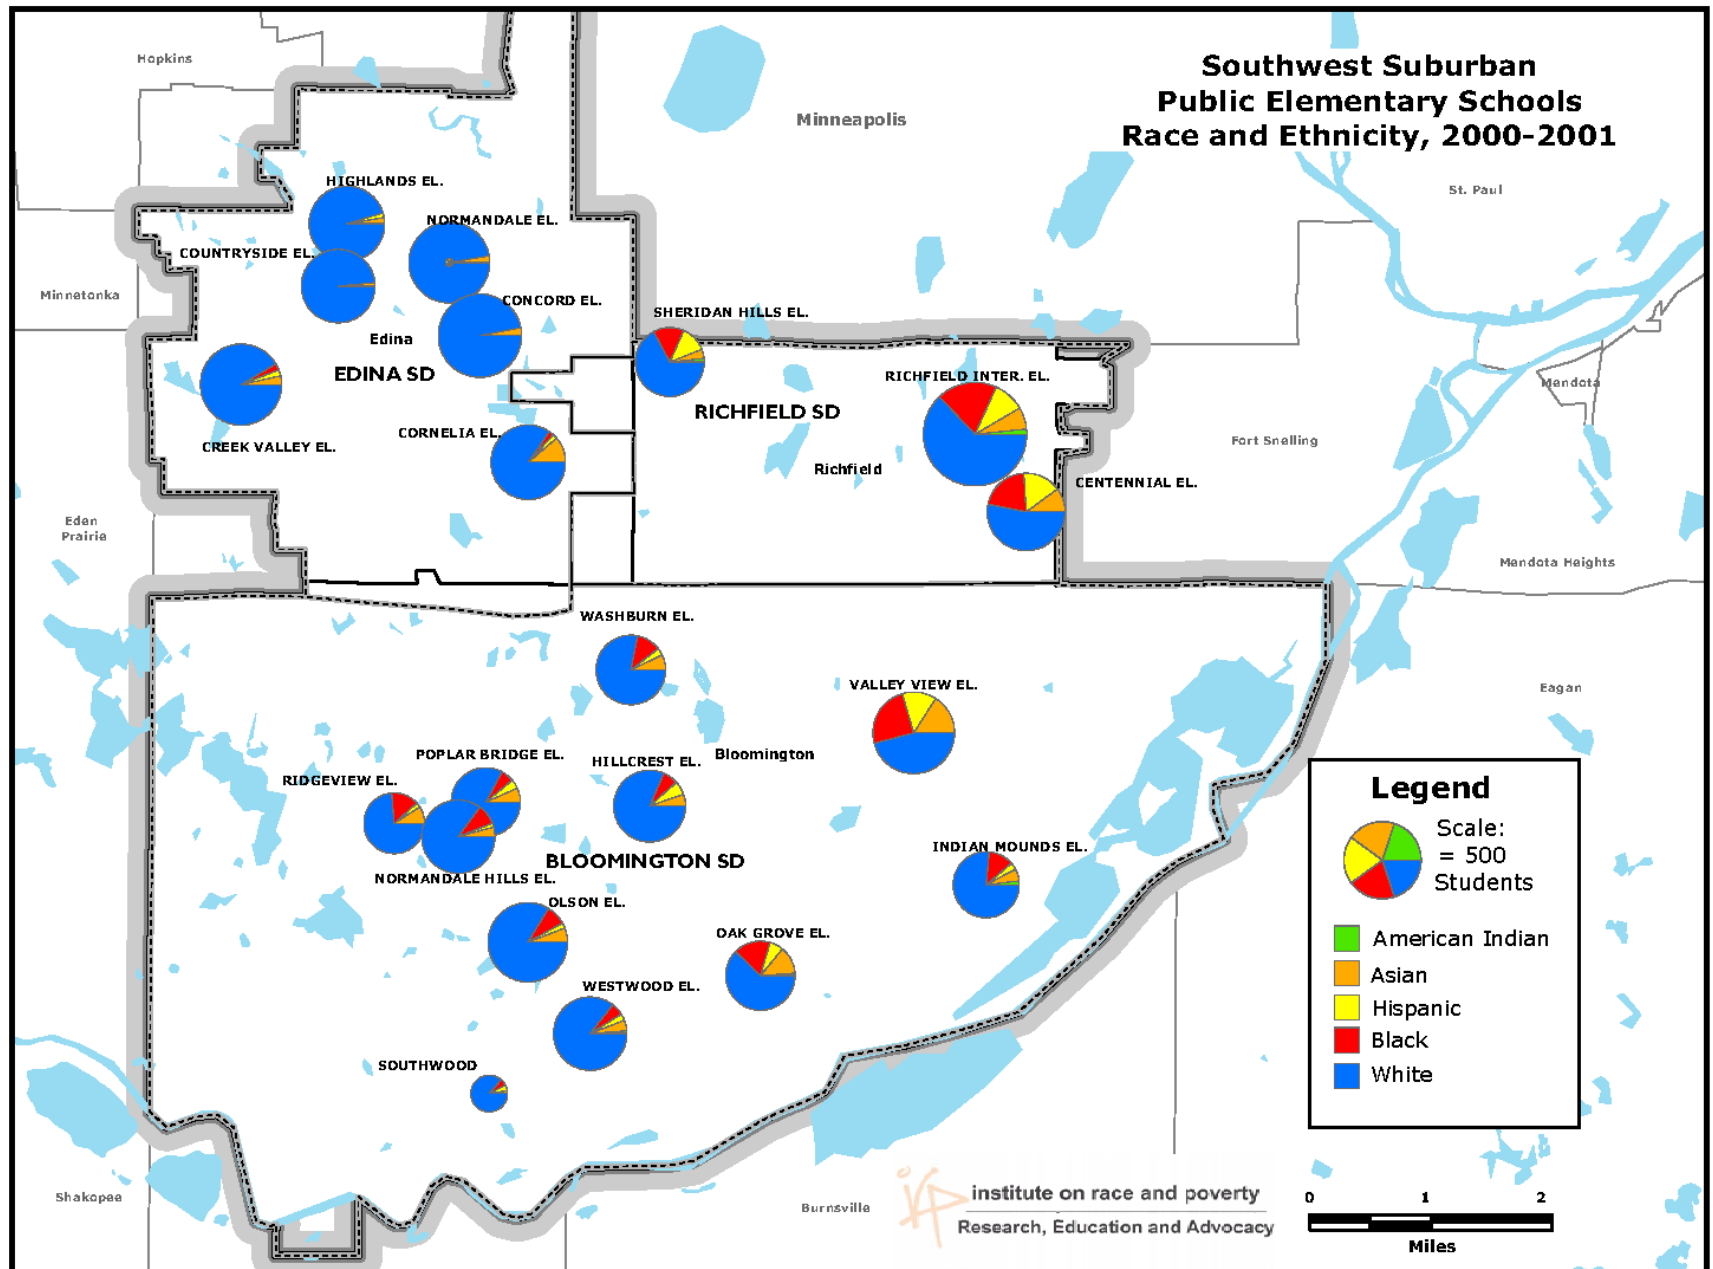 Southwest Suburban
Public Elementary Schools
Race and Ethnicity, 2000-2001
Hopkins
Minneapolis
St. Paul
HIGHLANDS EL.
NORMANDALE EL.
COUNTRYSIDE EL.
Minnetonka
CONCORD EL.
SHERIDAN HILLS EL.
Edina
EDINA SD
RICHFIELD INTER. EL.
Mendota
RICHFIELD SD
CORNELIA EL.
CREEK VALLEY EL.
Fort Snelling
Richfield
CENTENNIAL EL.
Eden
Prairie
Mendota Heights
WASHBURN EL.
VALLEY VIEW EL.
Eagan
POPLAR BRIDGE EL.
HILLCREST EL.
Bloomington
RIDGEVIEW EL.
BLOOMINGTON SD
INDIAN MOUNDS EL.
NORMANDALE HILLS EL.
OLSON EL.
OAK GROVE EL.
WESTWOOD EL.
SOUTHWOOD
Legend
Scale:
= 500
Students
American Indian
Asian
Hispanic
Black
White
Shakopee
Burnsville
irp
institute on race and poverty
Research, Education and Advocacy
0 1 2
Miles